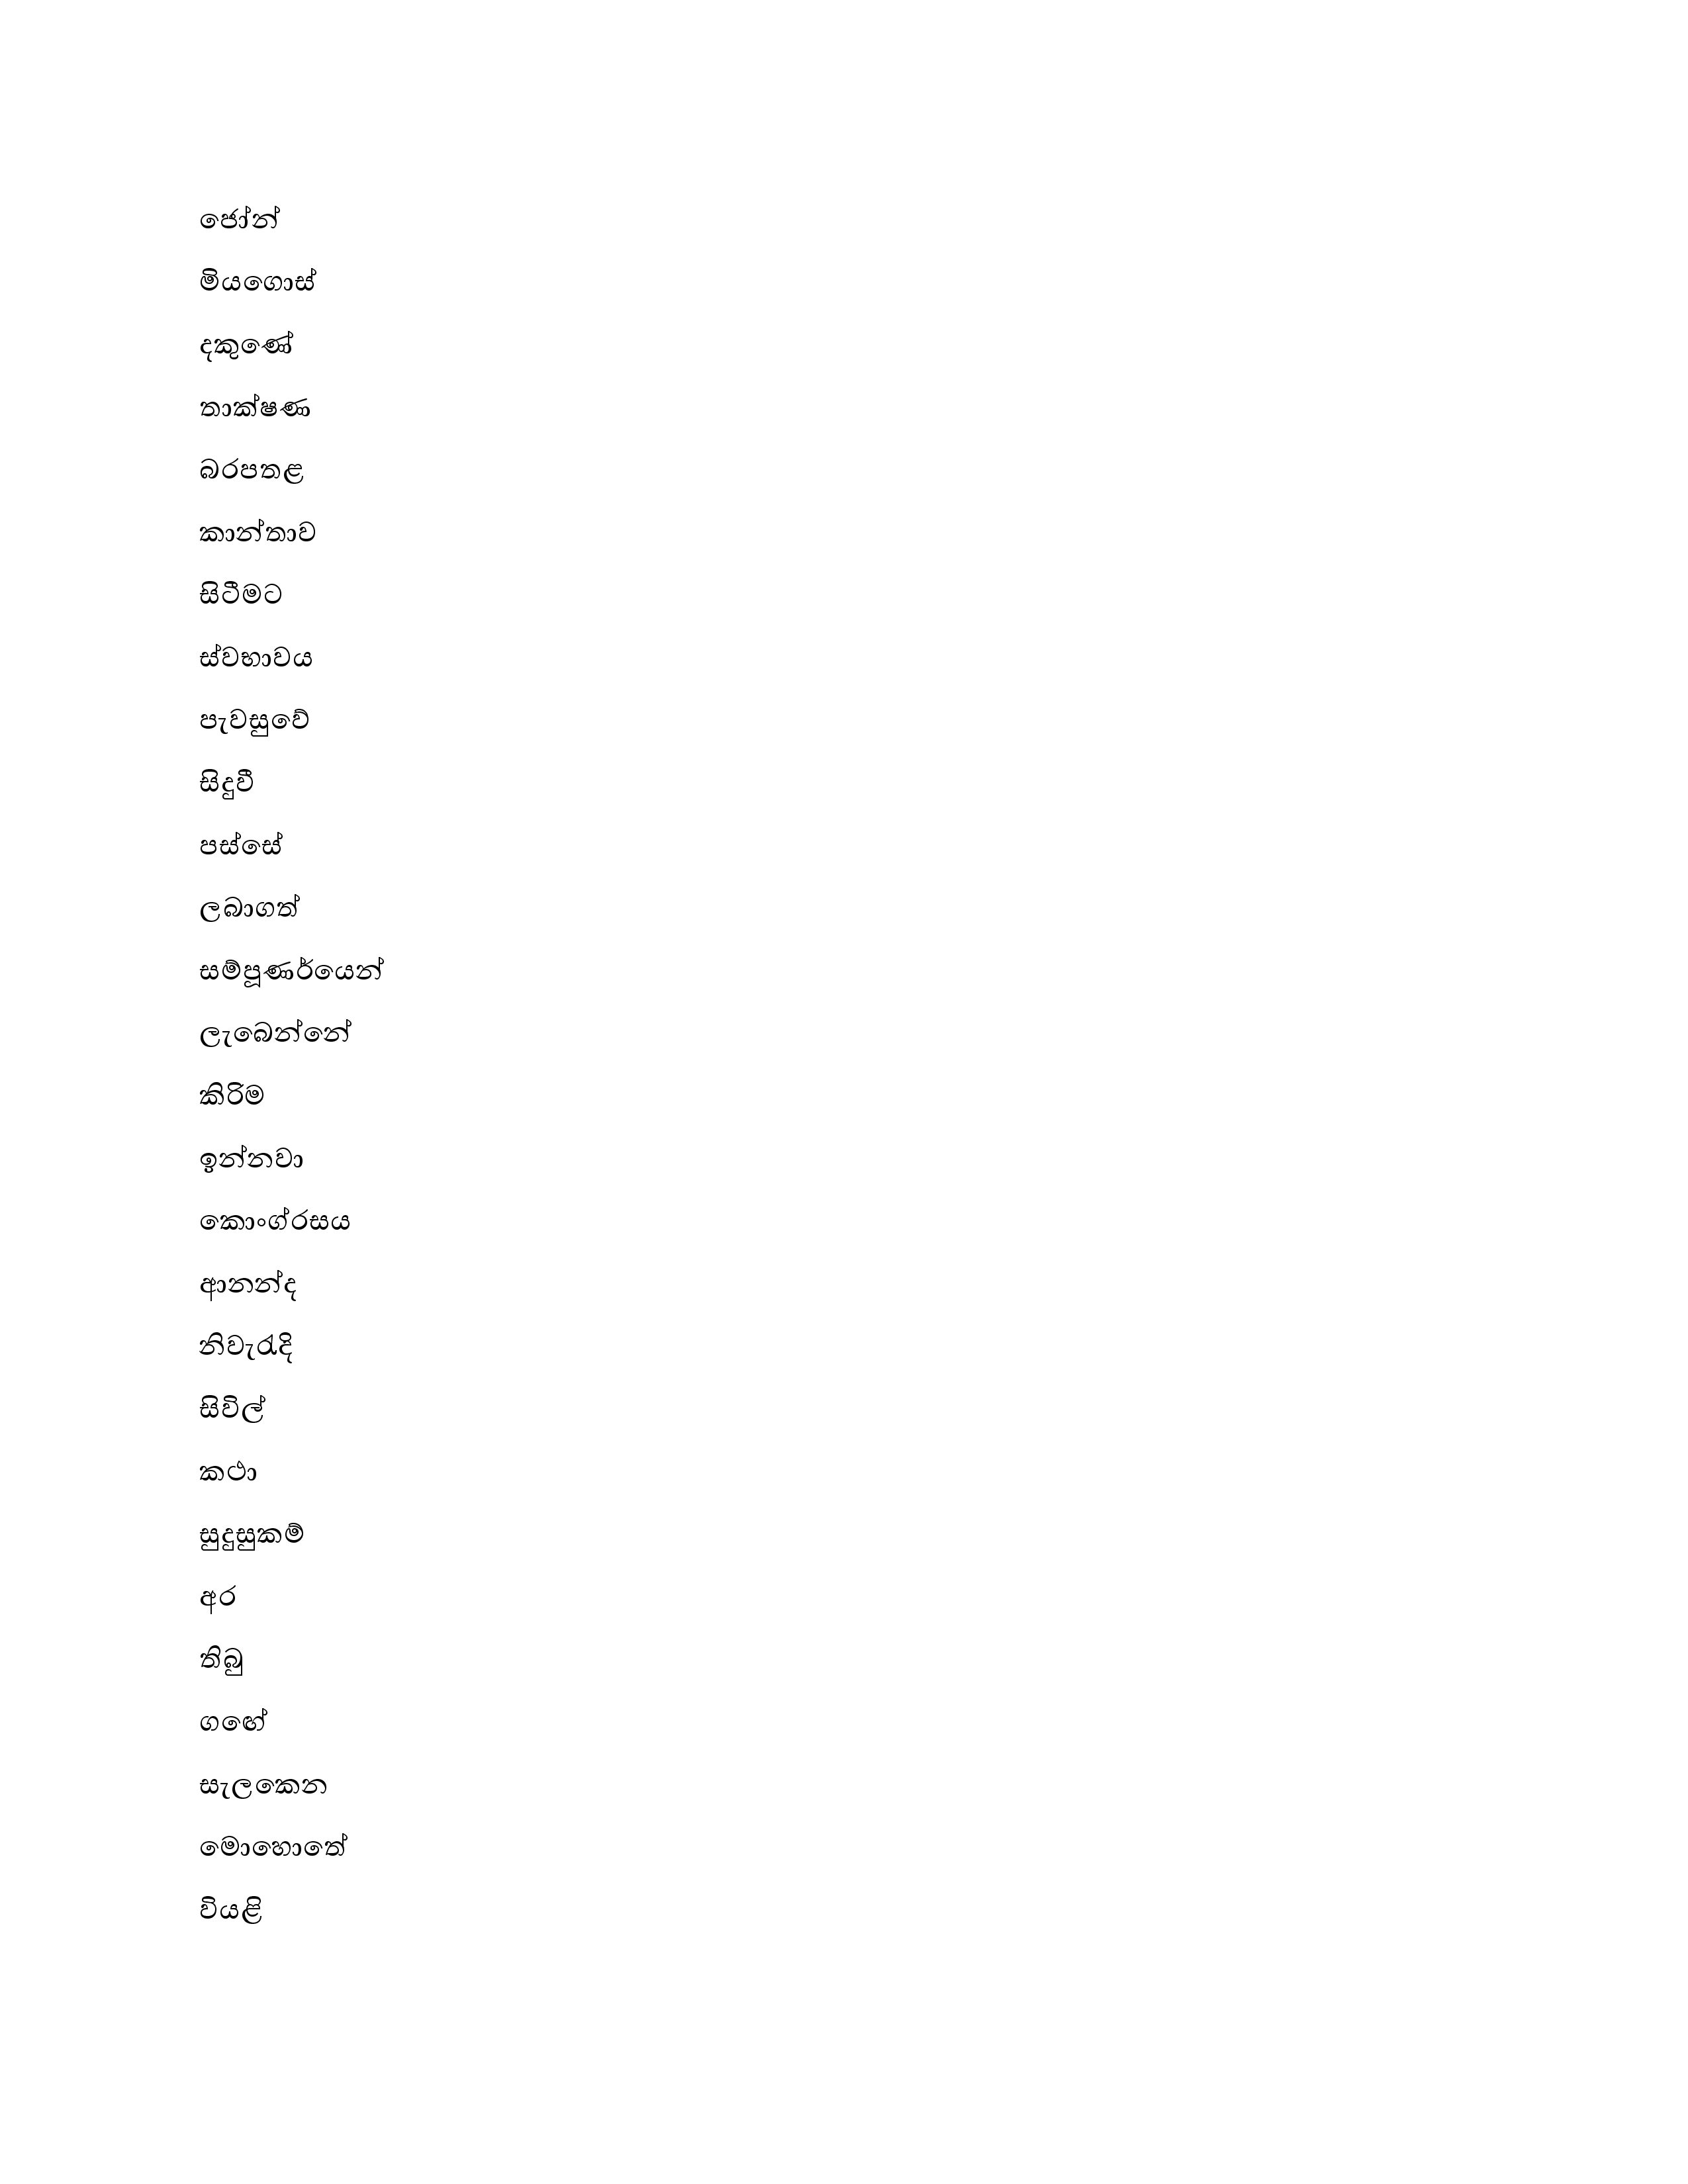 ජෝන්
මියගොස්
දකුණේ
තාක්ෂණ
බරපතළ
කාන්තාව
සිටීමට
ස්වභාවය
පැවසුවේ
සිදුවී
පස්සේ
ලබාගත්
සම්පූර්ණයෙන්
ලැබෙන්නේ
කිරිම
ඉන්නවා
කොංග්රසය
ආනන්ද
නිවැරැදි
සිවිල්
කථා
සුදුසුකම්
අර
තිබු
ගඟේ
සැලකෙන
මොහොතේ
වියළි